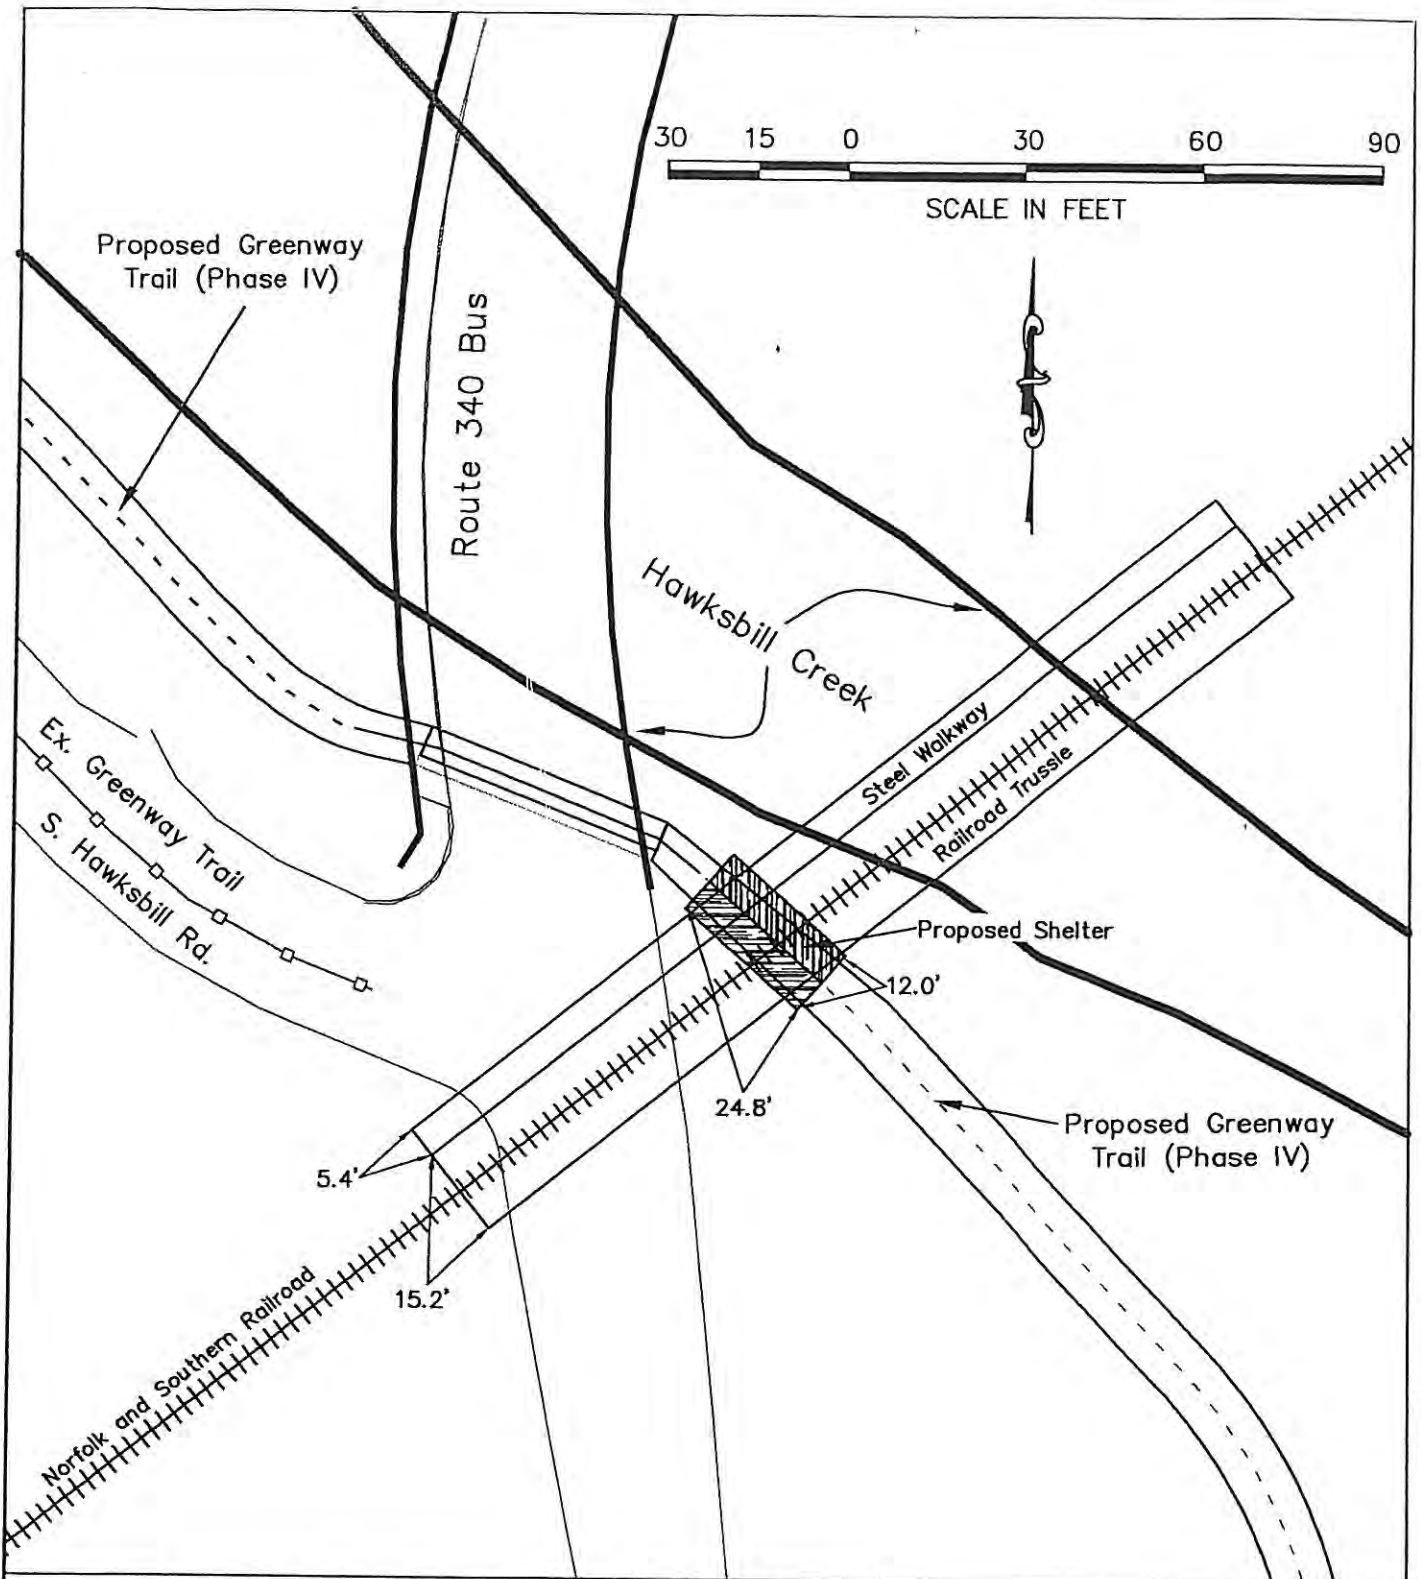 30 15 0 30 60 90
SCALE IN FEET
Proposed Greenway
Trail (Phase IV)
Route 340 Bus
Hawksbill Creek
Steel Walkway
Railroad Trussle
Ex. Greenway Trail
S. Hawksbill Rd.
Proposed Shelter
12.0'
24.8'
Proposed Greenway
Trail (Phase IV)
5.4'
15.2'
Norfolk and Southern Railroad